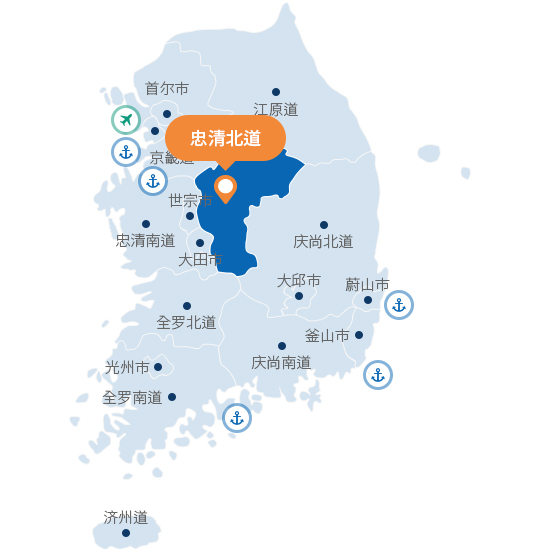 首尔市
江原道
忠清北道
京畿道
世宗市
忠清南道
庆尚北道
大田市
大邱市
蔚山市
全罗北道
釜山市
庆尚南道
光州市
全罗南道
济州道